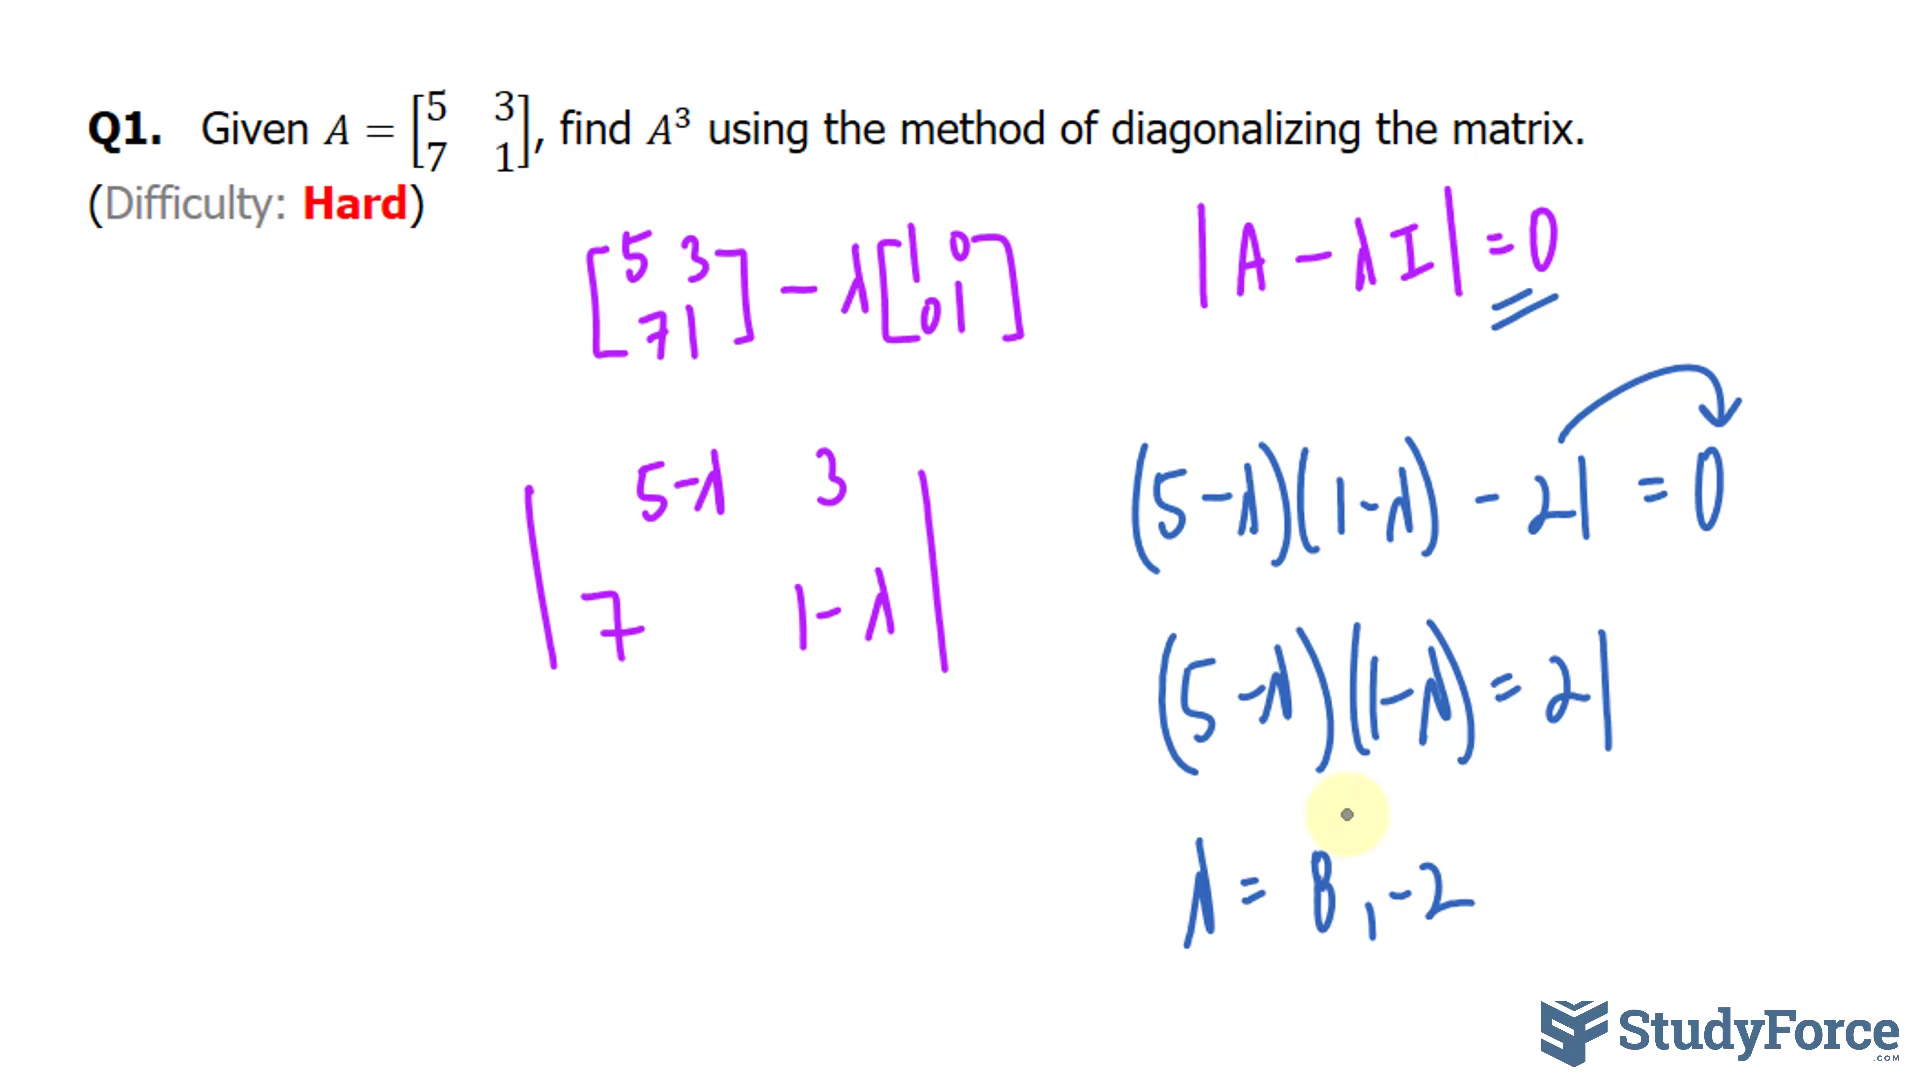 Q1. Given A = [5 3
7 1], find A³ using the method of diagonalizing the matrix.
(Difficulty: Hard)
[5 3
7 1] - λ[1 0
0 1]
|A - λI| = 0
|5-λ 3
7 1-λ|
(5-λ)(1-λ) - 21 = 0
(5-λ)(1-λ) = 21
λ = 8, -2
StudyForce
.COM